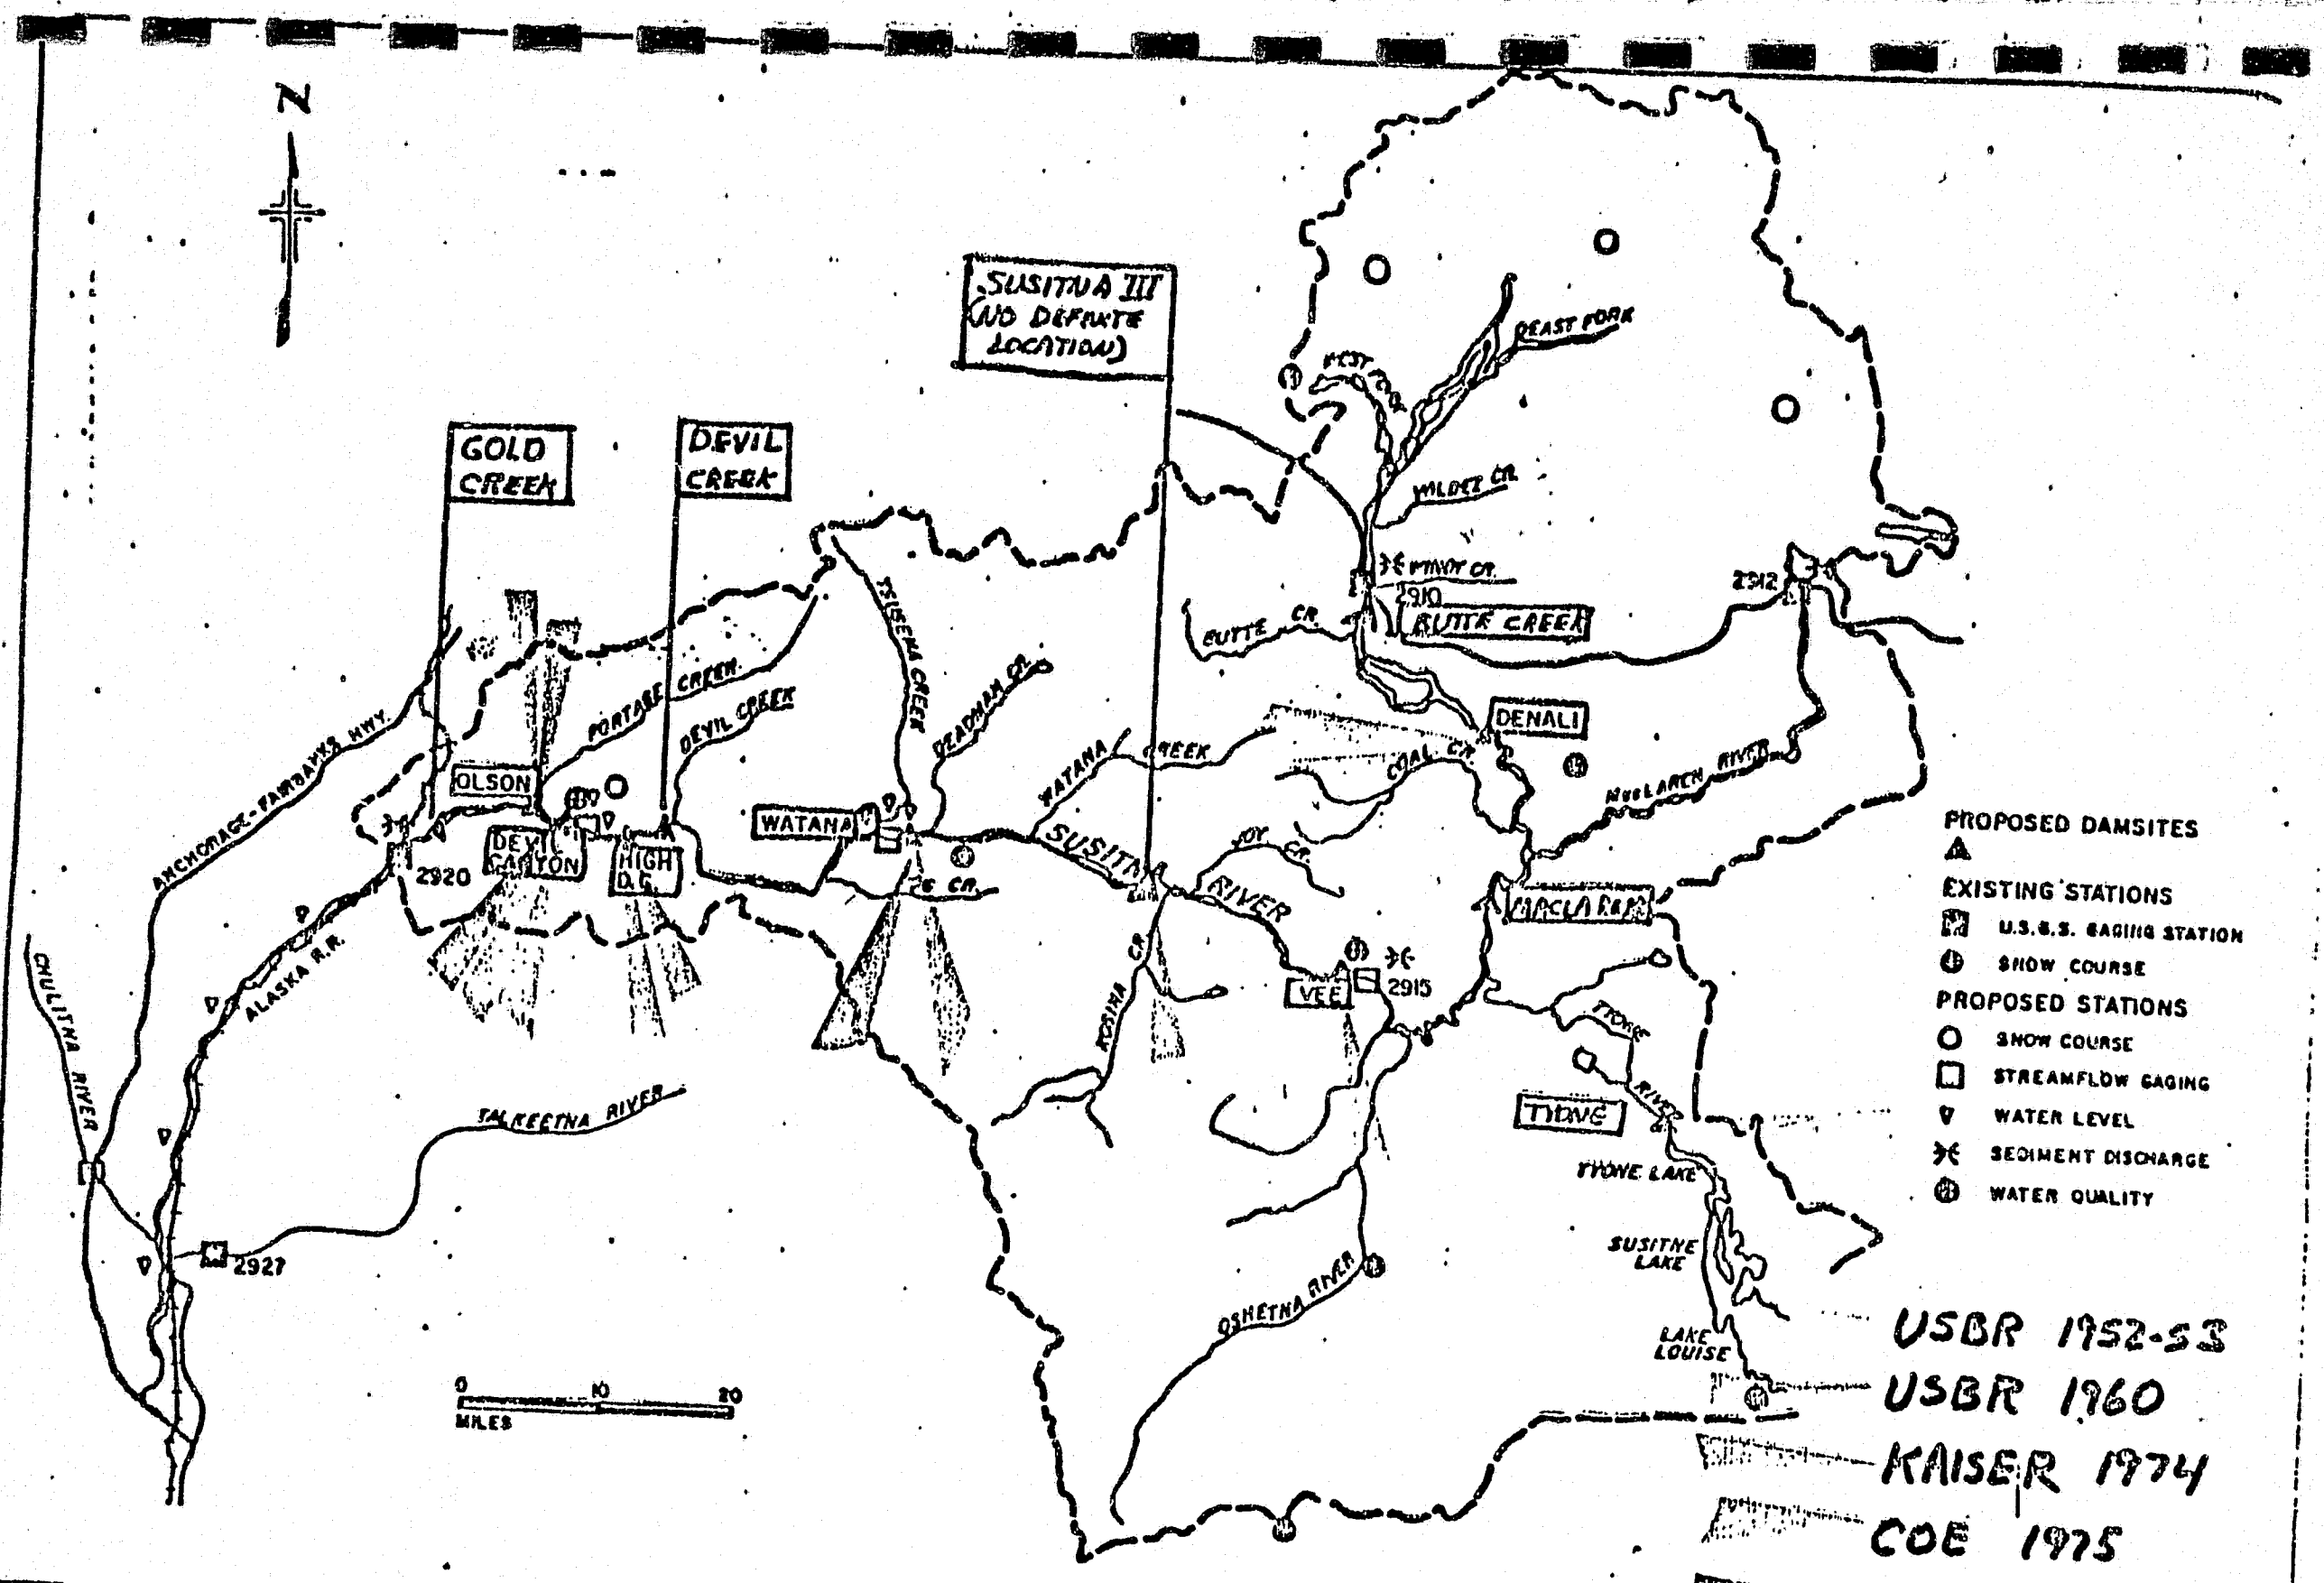 N
SUSITNA III
(NO DEFINITE
LOCATION)
EAST FORK
WEST
GOLD
CREEK
DEVIL
CREEK
VALDEZ CR.
2910
2912
BUTTE CR.
BUTTE CREEK
TSUSENA CREEK
PORTAGE CREEK
DEVIL CREEK
DEADMAN CR.
ANCHORAGE-FAIRBANKS HWY.
WATANA CREEK
COAL CR.
DENALI
MACLAREN RIVER
OLSON
WATANA
DEVIL
CANYON
HIGH
D.C.
SUSITNA RIVER
JOY
CR.
2920
MACLAREN
PROPOSED DAMSITES
EXISTING STATIONS
U.S.G.S. GAGING STATION
SNOW COURSE
PROPOSED STATIONS
SNOW COURSE
STREAMFLOW GAGING
WATER LEVEL
SEDIMENT DISCHARGE
WATER QUALITY
CHULITNA RIVER
ALASKA R.R.
KOSINA CR.
VEE
2915
TYONE RIVER
TYONE
TALKEETNA RIVER
TYONE LAKE
SUSITNE
LAKE
2927
OSHETNA RIVER
LAKE
LOUISE
0 10 20
MILES
USBR 1952-53
USBR 1960
KAISER 1974
COE 1975